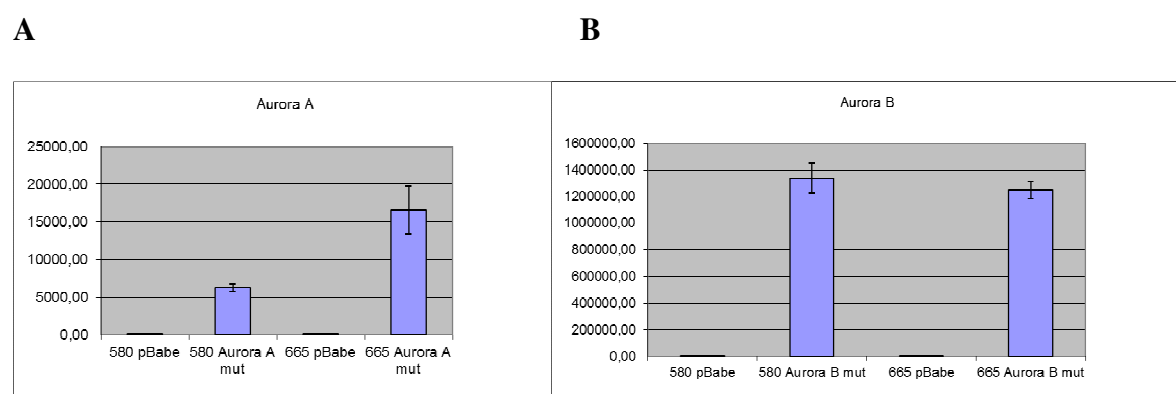 A
B
Aurora A
25000,00
20000,00
15000,00
10000,00
5000,00
0,00
580 pBabe
580 Aurora A
mut
665 pBabe
665 Aurora A
mut
Aurora B
1600000,00
1400000,00
1200000,00
1000000,00
800000,00
600000,00
400000,00
200000,00
0,00
580 pBabe
580 Aurora B mut
665 pBabe
665 Aurora B mut